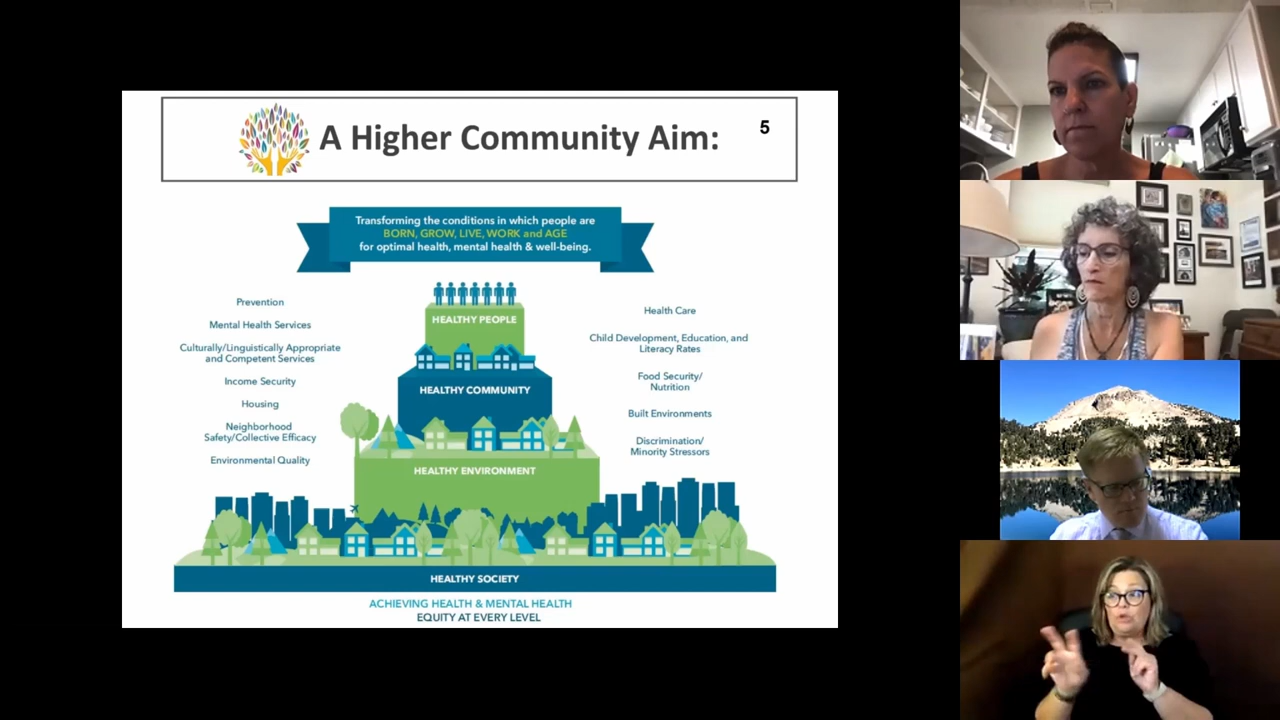 A Higher Community Aim:
5
Transforming the conditions in which people are
BORN, GROW, LIVE, WORK and AGE
for optimal health, mental health & well-being.
Prevention
Mental Health Services
Culturally/Linguistically Appropriate
and Competent Services
Income Security
Housing
Neighborhood
Safety/Collective Efficacy
Environmental Quality
HEALTHY PEOPLE
HEALTHY COMMUNITY
HEALTHY ENVIRONMENT
Health Care
Child Development, Education, and
Literacy Rates
Food Security/
Nutrition
Built Environments
Discrimination/
Minority Stressors
HEALTHY SOCIETY
ACHIEVING HEALTH & MENTAL HEALTH
EQUITY AT EVERY LEVEL